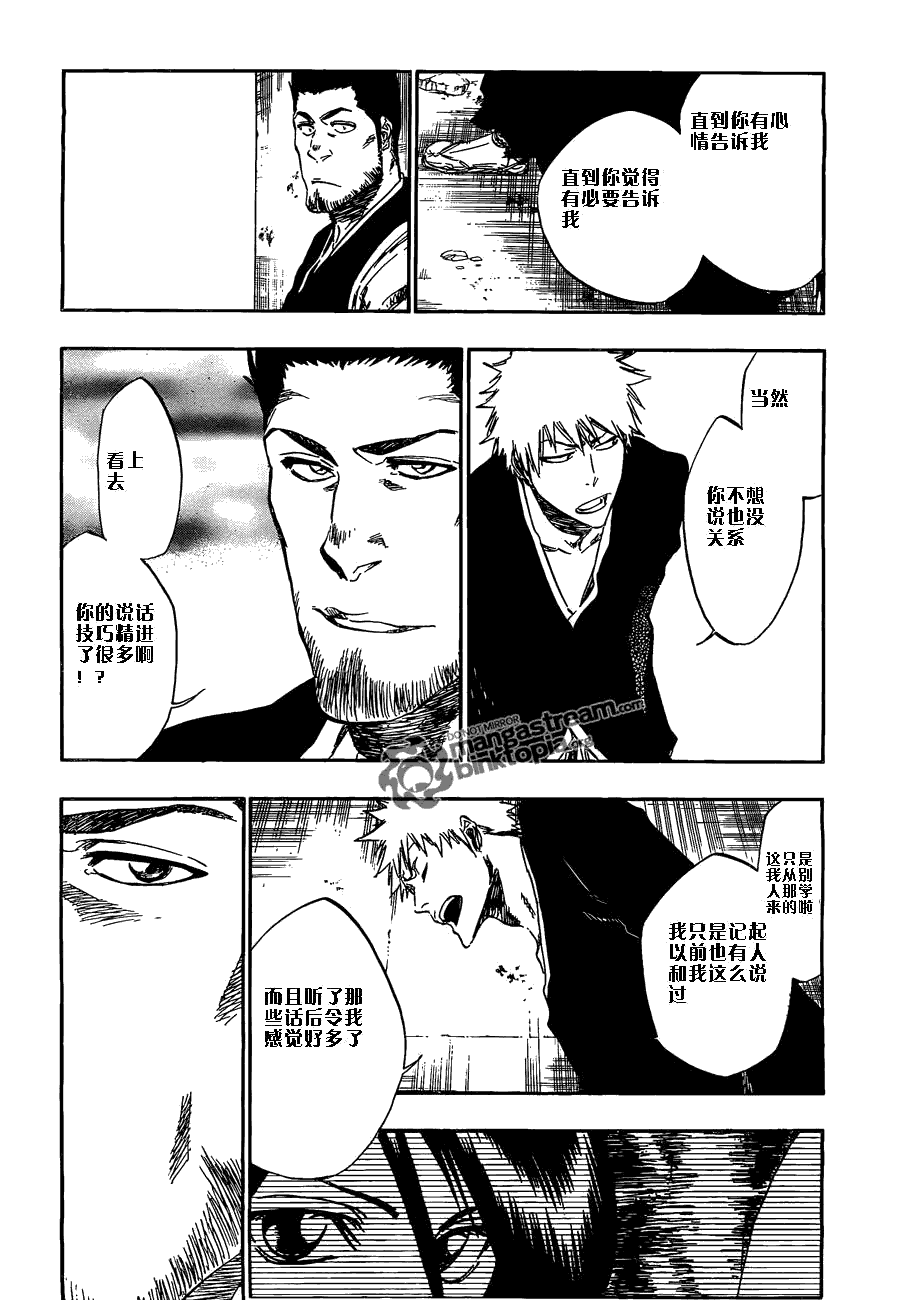 直到你有心
情告诉我
直到你觉得
有必要告诉
我
当然
你不想
说也没
关系
看上
去
你的说话
技巧精进
了很多啊
！？
这只是
我从别
人那学
来的啦
我只是记起
以前也有人
和我这么说
过
而且听了那
些话后令我
感觉好多了
DO NOT MIRROR
mangastream.com
binktopia.org